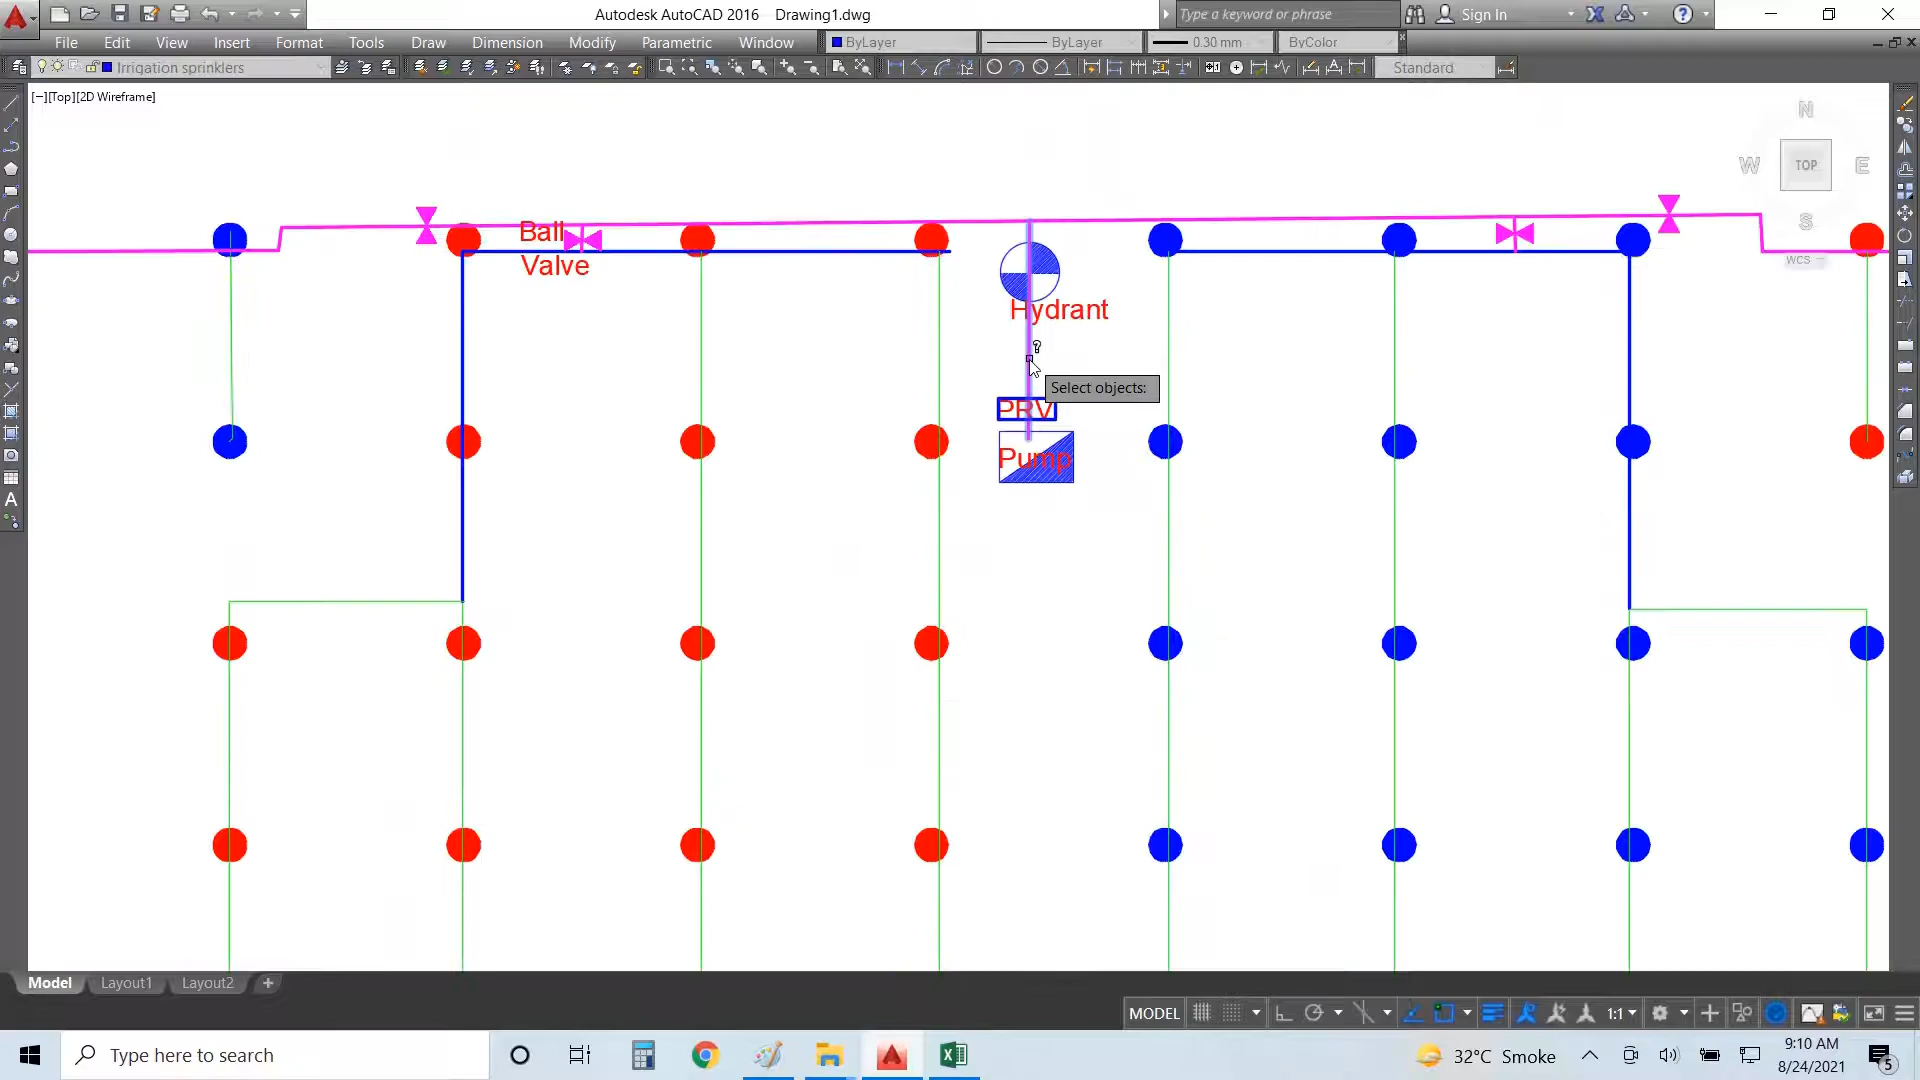 Autodesk AutoCAD 2016 Drawing1.dwg
Type a keyword or phrase
Sign In
File Edit View Insert Format Tools Draw Dimension Modify Parametric Window
ByLayer
ByLayer
0.30 mm
ByColor
Irrigation sprinklers
Standard
[−][Top][2D Wireframe]
N
W TOP E
S
WCS
Ball
Valve
Hydrant
Select objects:
PRV
Pump
A
Model Layout1 Layout2 +
MODEL
1:1
Type here to search
32°C Smoke
9:10 AM
8/24/2021
5